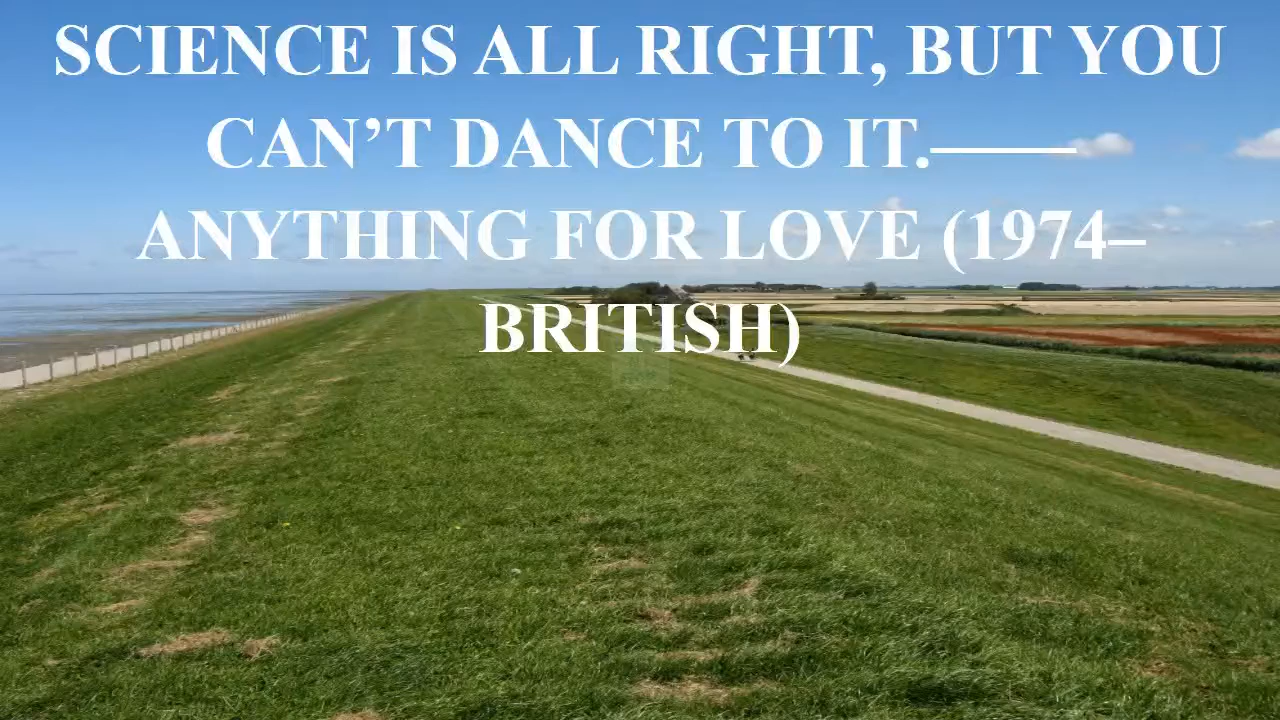 SCIENCE IS ALL RIGHT, BUT YOU
CAN’T DANCE TO IT.——
ANYTHING FOR LOVE (1974–
BRITISH)